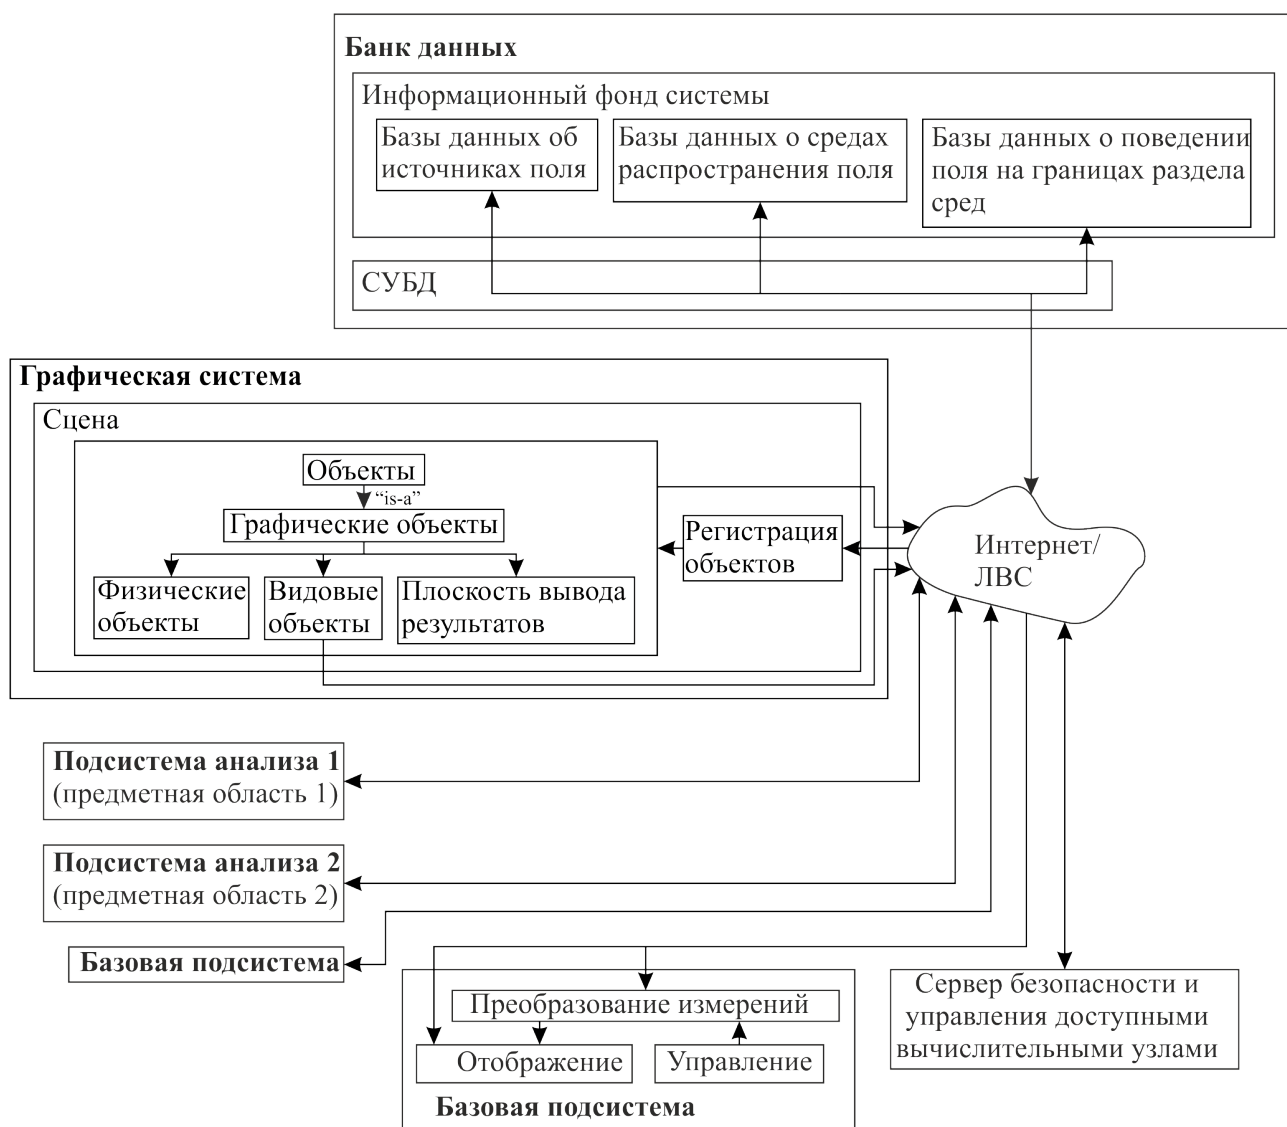 Банк данных
Информационный фонд системы
Базы данных об
источниках поля
Базы данных о средах
распространения поля
Базы данных о поведении
поля на границах раздела
сред
СУБД
Графическая система
Сцена
Объекты
“is-a”
Графические объекты
Физические
объекты
Видовые
объекты
Плоскость вывода
результатов
Регистрация
объектов
Интернет/
ЛВС
Подсистема анализа 1
(предметная область 1)
Подсистема анализа 2
(предметная область 2)
Базовая подсистема
Преобразование измерений
Отображение
Управление
Базовая подсистема
Сервер безопасности и
управления доступными
вычислительными узлами